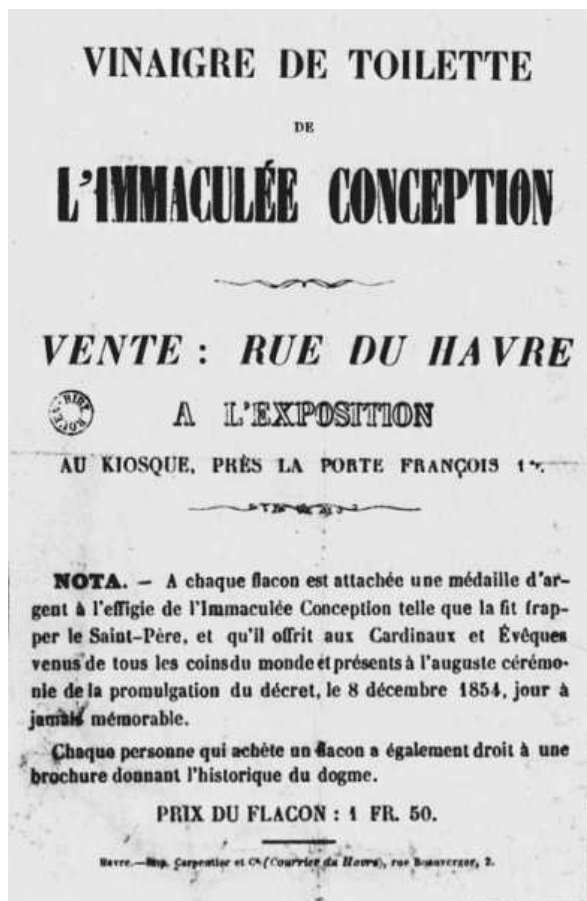 VINAIGRE DE TOILETTE
DE
L'IMMACULÉE CONCEPTION
VENTE : RUE DU HAVRE
A L'EXPOSITION
AU KIOSQUE, PRÈS LA PORTE FRANÇOIS 1er.
NOTA. — A chaque flacon est attachée une médaille d'ar-
gent à l'effigie de l'Immaculée Conception telle que la fit frap-
per le Saint-Père, et qu'il offrit aux Cardinaux et Évêques
venus de tous les coins du monde et présents à l'auguste cérémo-
nie de la promulgation du décret, le 8 décembre 1854, jour à
jamais mémorable.
Chaque personne qui achète un flacon a également droit à une
brochure donnant l'historique du dogme.
PRIX DU FLACON : 1 FR. 50.
Havre.—Imp. Carpentier et Ce (Courrier du Havre), rue Beauverger, 2.